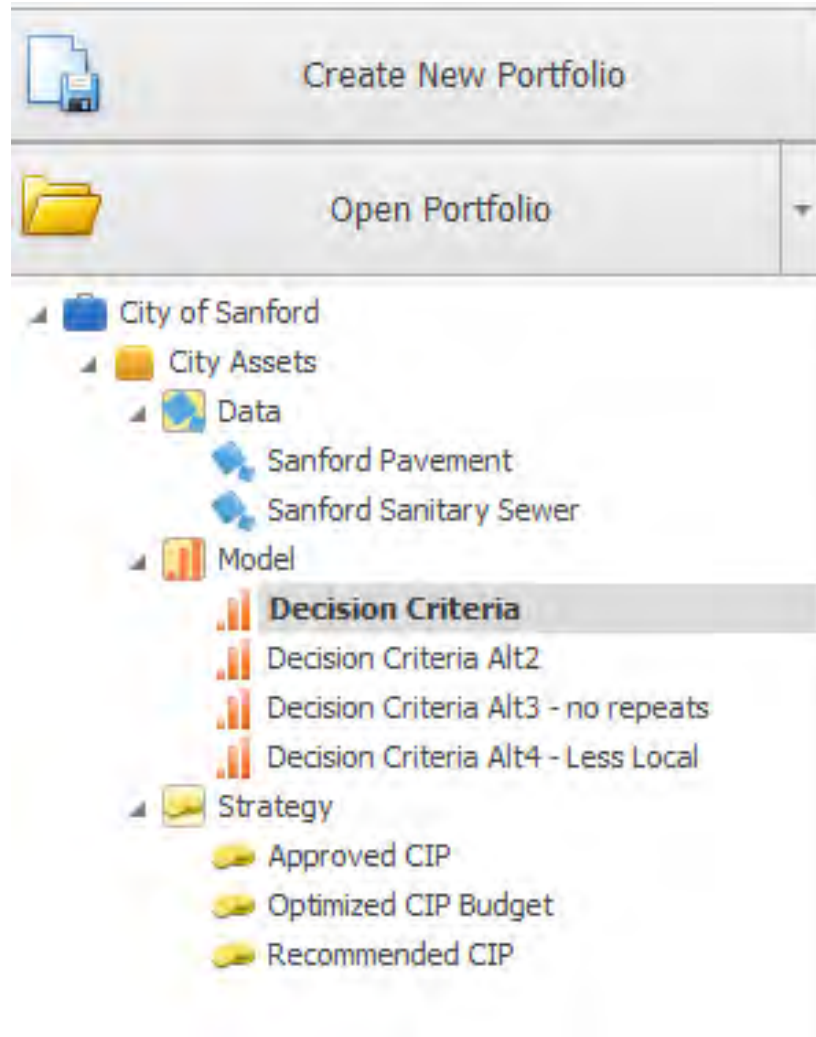 Create New Portfolio
Open Portfolio
City of Sanford
City Assets
Data
Sanford Pavement
Sanford Sanitary Sewer
Model
Decision Criteria
Decision Criteria Alt2
Decision Criteria Alt3 - no repeats
Decision Criteria Alt4 - Less Local
Strategy
Approved CIP
Optimized CIP Budget
Recommended CIP